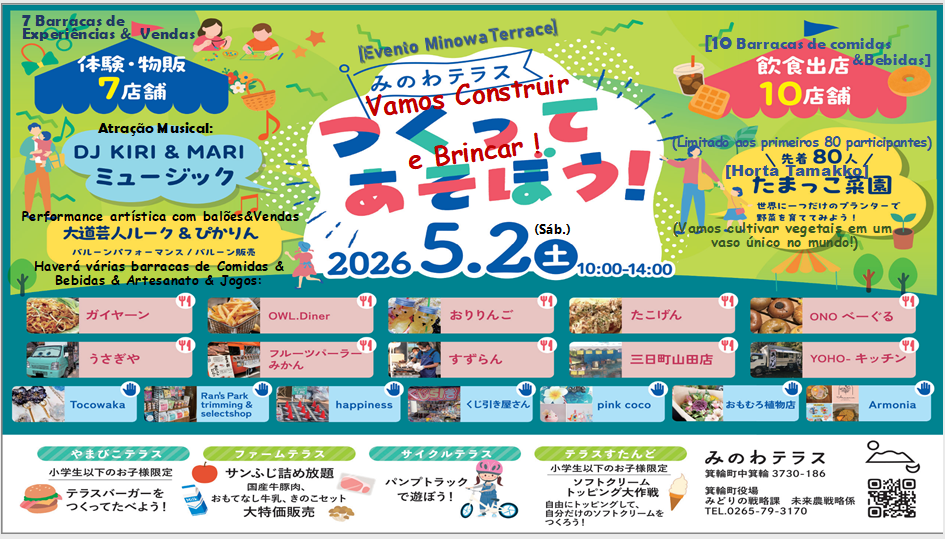 7 Barracas de
Experiências & Vendas
体験・物販
7店舗
[Evento MinowaTerrace]
みのわテラス
Vamos Construir
e Brincar !
つくって
あそぼう!
[10 Barracas de comidas
&Bebidas]
飲食出店
10店舗
Atração Musical:
DJ KIRI & MARI
ミュージック
Performance artística com balões&Vendas
大道芸人ルーク&ぴかりん
バルーンパフォーマンス / バルーン販売
Haverá várias barracas de Comidas &
Bebidas & Artesanato & Jogos:
(Limitado aos primeiros 80 participantes)
\ 先着 80人 /
[Horta Tamakko]
たまっこ菜園
世界に一つだけのプランターで
野菜を育ててみよう!
(Vamos cultivar vegetais em um
vaso único no mundo!)
(Sáb.)
2026 5.2 土 10:00-14:00
ガイヤーン
OWL.Diner
おりりんご
たこげん
ONO べーぐる
うさぎや
フルーツパーラー
みかん
すずらん
三日町山田店
YOHO- キッチン
Tocowaka
Ran's Park
trimming &
selectshop
happiness
くじ引き屋さん
pink coco
おもむろ植物店
Armonia
やまびこテラス
小学生以下のお子様限定
テラスバーガーを
つくってたべよう!
ファームテラス
サンふじ詰め放題
国産牛豚肉、
おもてなし牛乳、きのこセット
大特価販売
サイクルテラス
パンプトラック
で遊ぼう!
テラスすたんど
小学生以下のお子様限定
ソフトクリーム
トッピング大作戦
自由にトッピングして、
自分だけのソフトクリームを
つくろう!
みのわテラス
箕輪町中箕輪 3730-186
箕輪町役場
みどりの戦略課 未来農戦略係
TEL.0265-79-3170